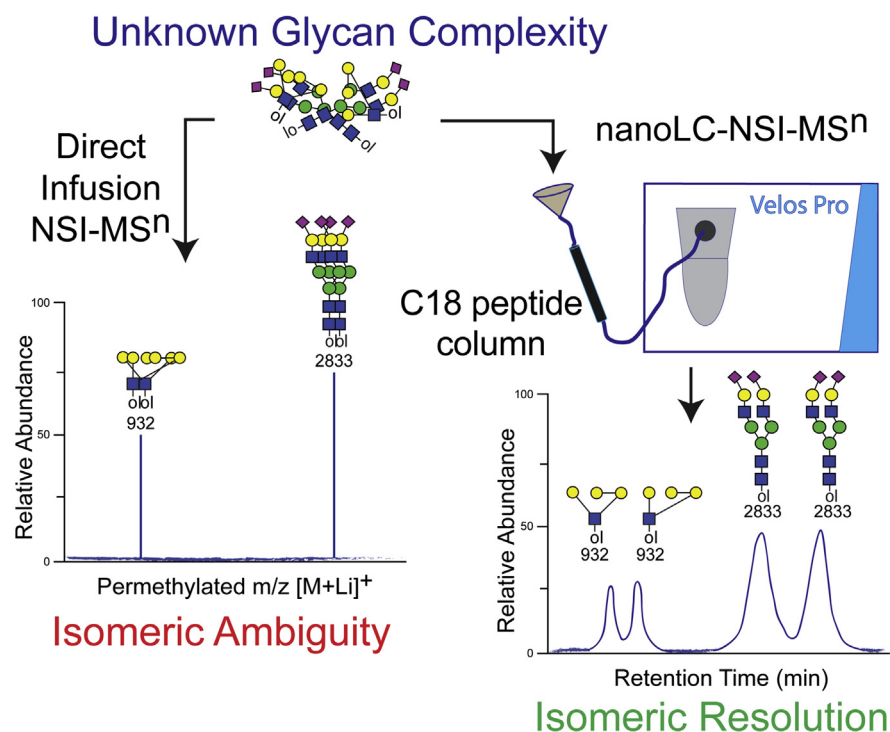 Unknown Glycan Complexity
ol
lo
ol
ol
Direct
Infusion
NSI-MSn
nanoLC-NSI-MSn
Velos Pro
C18 peptide
column
Relative Abundance
100
50
0
olol
932
olol
2833
Permethylated m/z [M+Li]+
Isomeric Ambiguity
Relative Abundance
100
50
0
ol
932
ol
932
ol
2833
ol
2833
Retention Time (min)
Isomeric Resolution